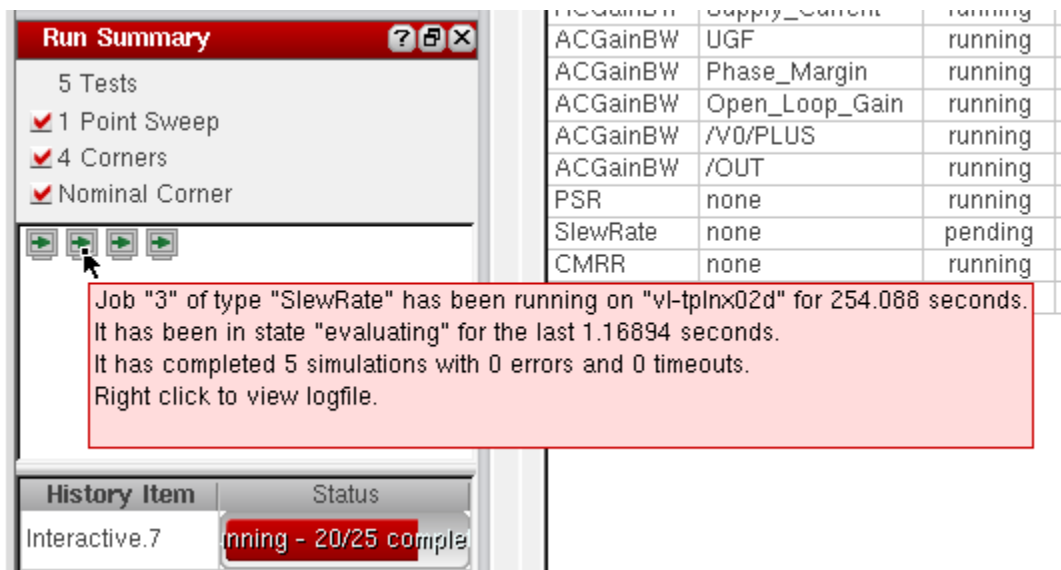 ACGainBW Supply_Current running
Run Summary
5 Tests
1 Point Sweep
4 Corners
Nominal Corner
ACGainBW UGF running
ACGainBW Phase_Margin running
ACGainBW Open_Loop_Gain running
ACGainBW /V0/PLUS running
ACGainBW /OUT running
PSR none running
SlewRate none pending
CMRR none running
Job "3" of type "SlewRate" has been running on "vl-tplnx02d" for 254.088 seconds.
It has been in state "evaluating" for the last 1.16894 seconds.
It has completed 5 simulations with 0 errors and 0 timeouts.
Right click to view logfile.
History Item Status
Interactive.7 nning - 20/25 comple